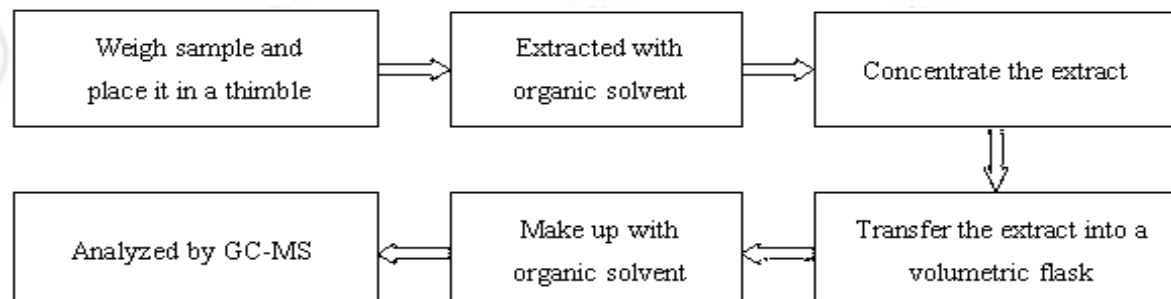 Weigh sample and
place it in a thimble
Extracted with
organic solvent
Concentrate the extract
Transfer the extract into a
volumetric flask
Make up with
organic solvent
Analyzed by GC-MS